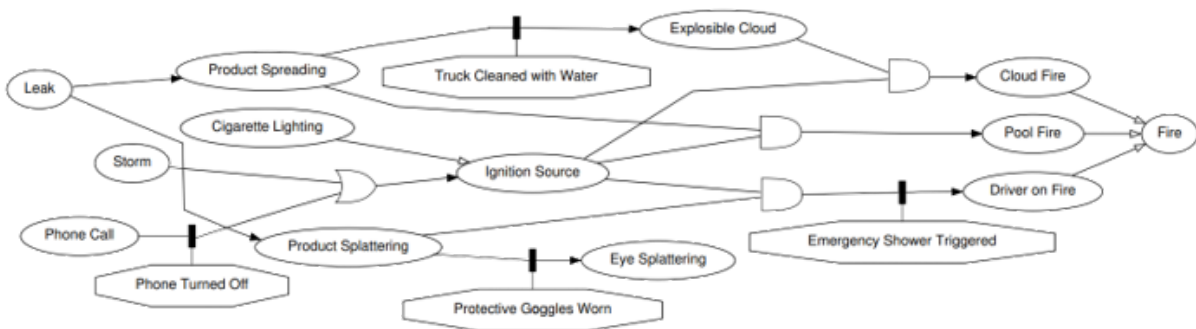 Explosible Cloud
Product Spreading
Truck Cleaned with Water
Cloud Fire
Leak
Cigarette Lighting
Pool Fire
Fire
Storm
Ignition Source
Driver on Fire
Phone Call
Product Splattering
Emergency Shower Triggered
Eye Splattering
Phone Turned Off
Protective Goggles Worn